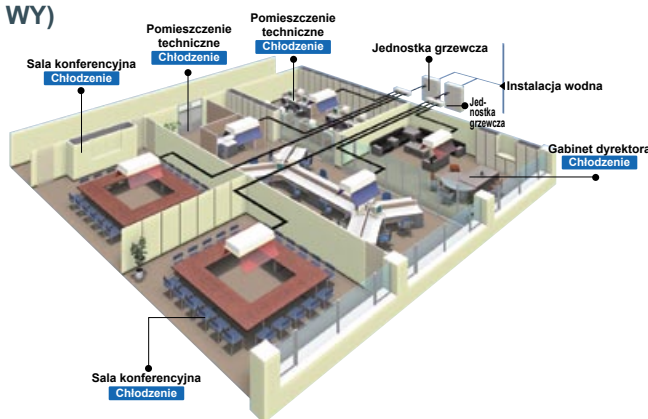 WY)
Pomieszczenie
techniczne
Chłodzenie
Pomieszczenie
techniczne
Chłodzenie
Sala konferencyjna
Chłodzenie
Jednostka grzewcza
Instalacja wodna
Jed-
nostka
grzewcza
Gabinet dyrektora
Chłodzenie
Sala konferencyjna
Chłodzenie